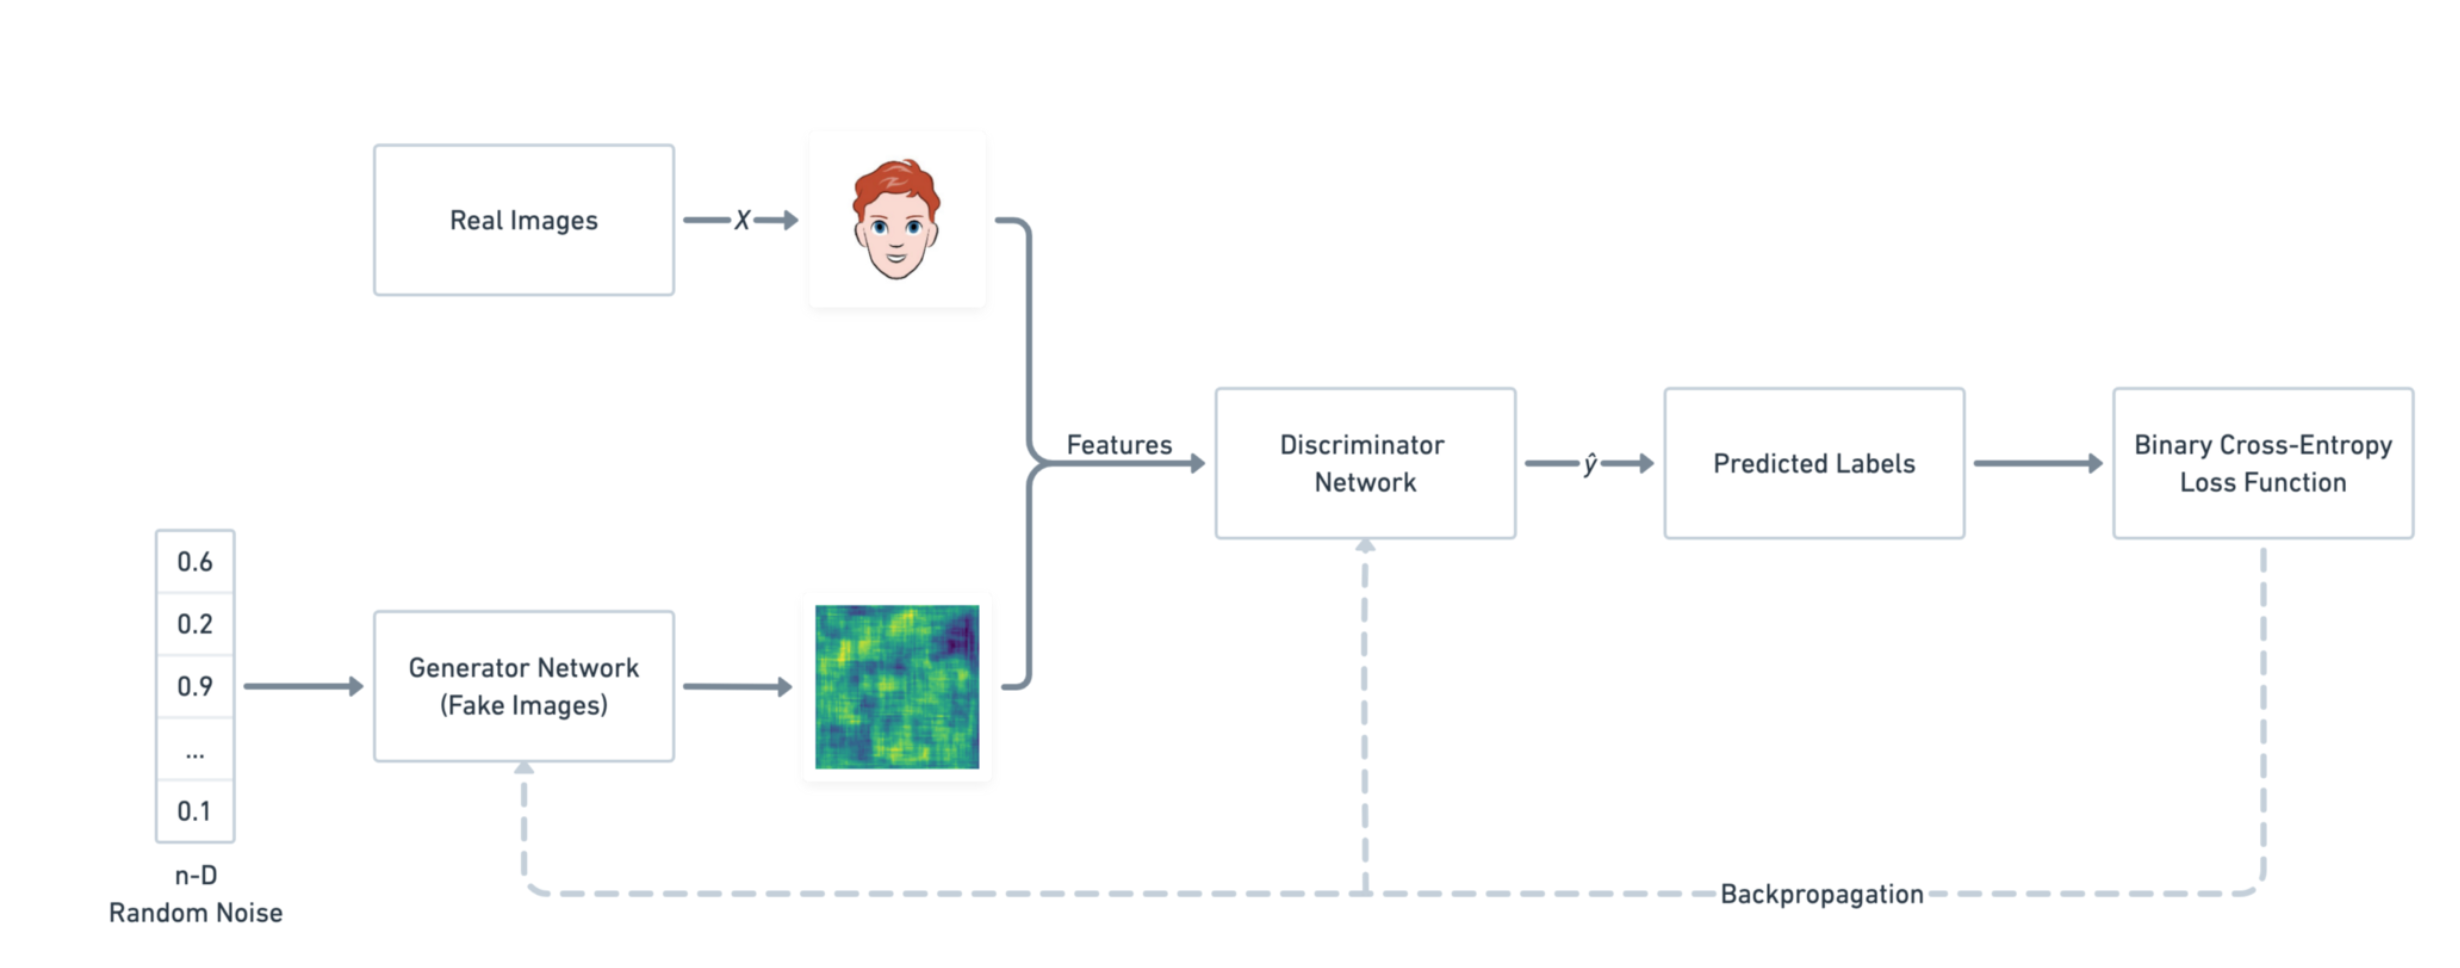 Real Images
X
Features
Discriminator
Network
ŷ
Predicted Labels
Binary Cross-Entropy
Loss Function
0.6
0.2
0.9
...
0.1
n-D
Random Noise
Generator Network
(Fake Images)
Backpropagation